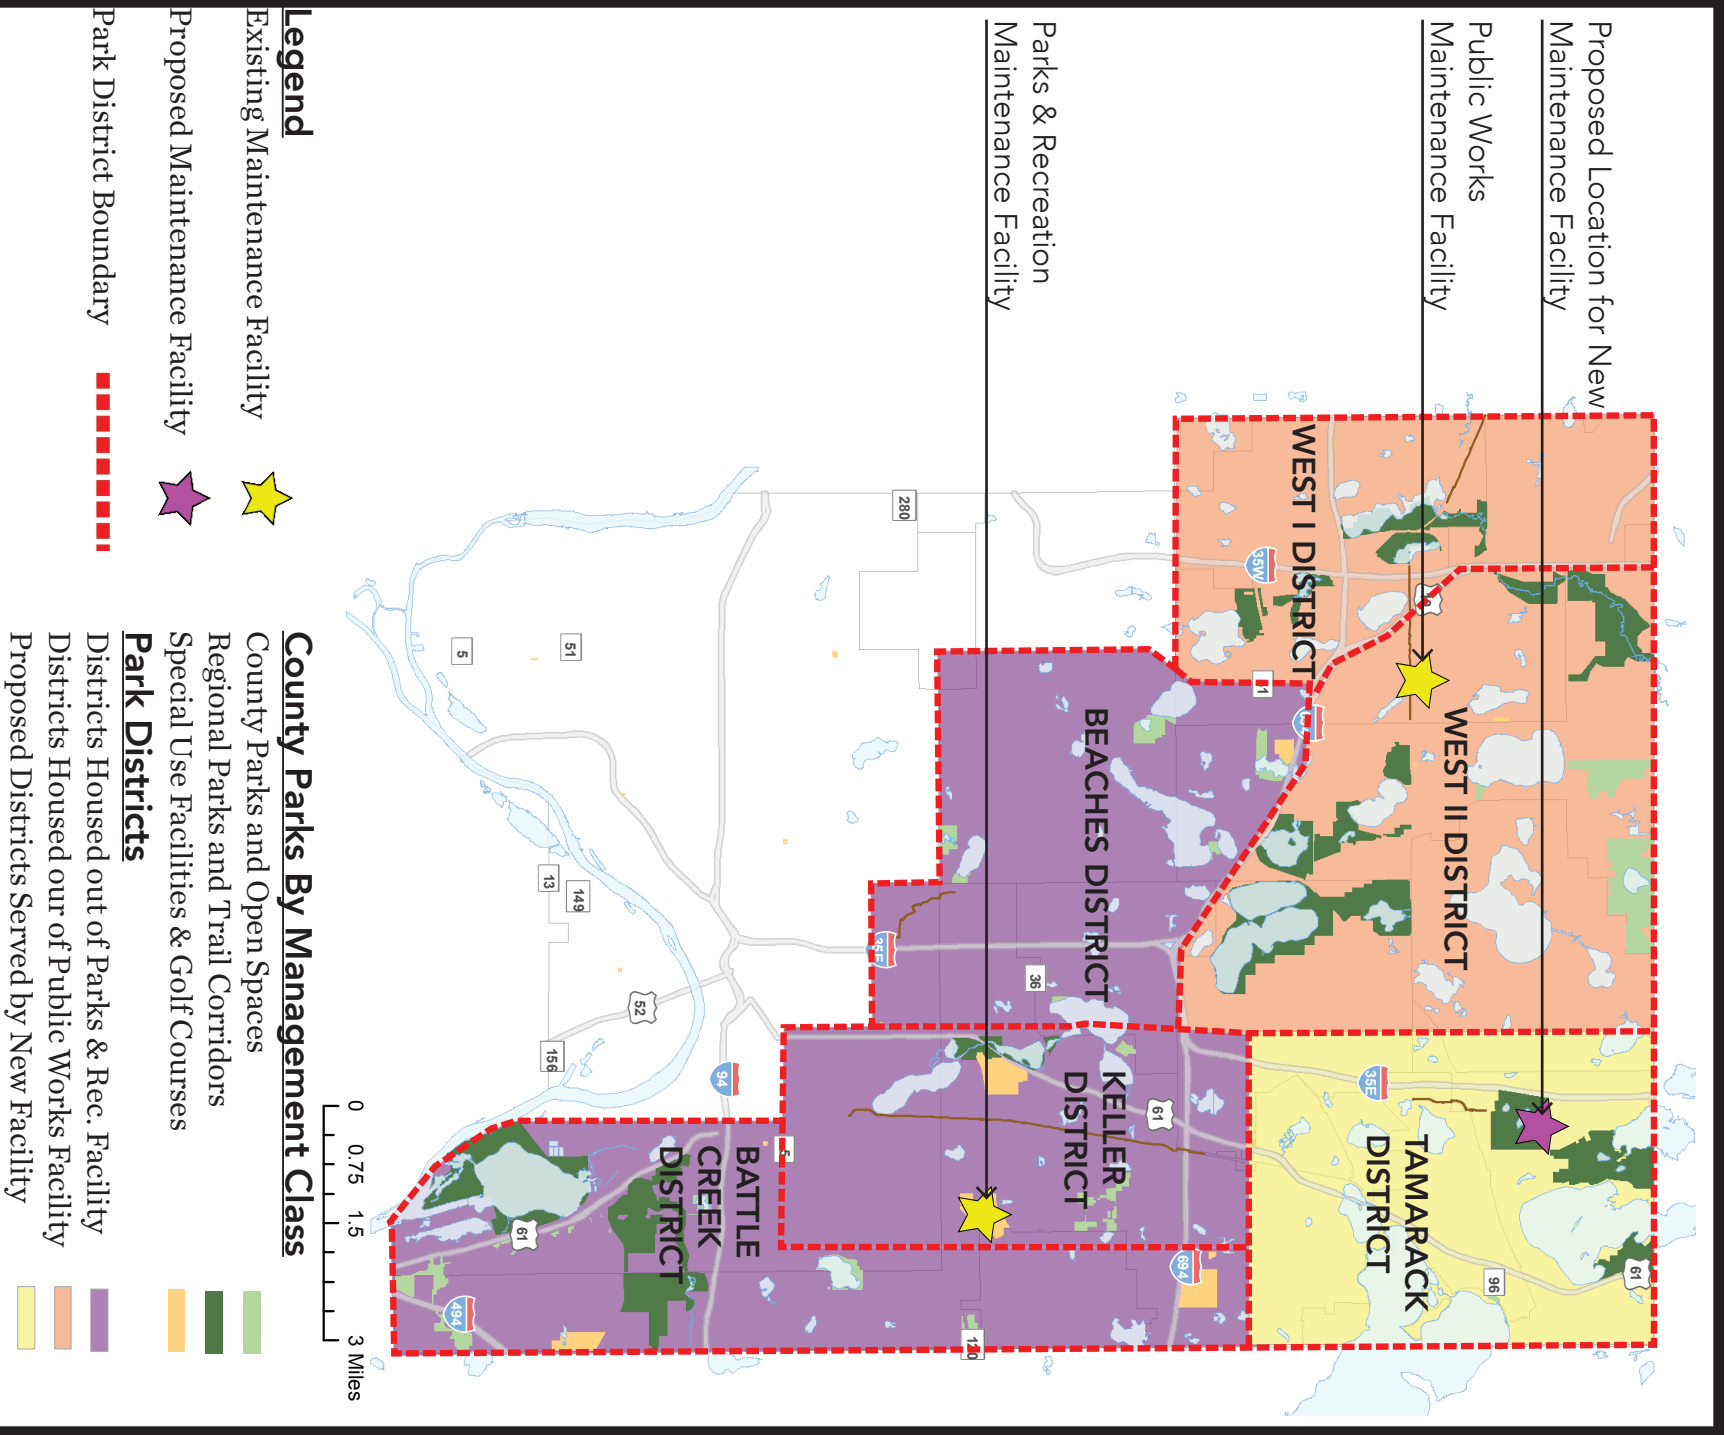 Proposed Location for New
Maintenance Facility
Public Works
Maintenance Facility
Parks & Recreation
Maintenance Facility
WEST I DISTRICT
WEST II DISTRICT
BEACHES DISTRICT
KELLER
DISTRICT
TAMARACK
DISTRICT
BATTLE
CREEK
DISTRICT
35W
280
51
5
13
149
52
156
94
36
35E
61
35E
96
61
694
120
61
494
5
Legend
Existing Maintenance Facility
Proposed Maintenance Facility
Park District Boundary
County Parks By Management Class
County Parks and Open Spaces
Regional Parks and Trail Corridors
Special Use Facilities & Golf Courses
Park Districts
Districts Housed out of Parks & Rec. Facility
Districts Housed our of Public Works Facility
Proposed Districts Served by New Facility
0 0.75 1.5 3 Miles